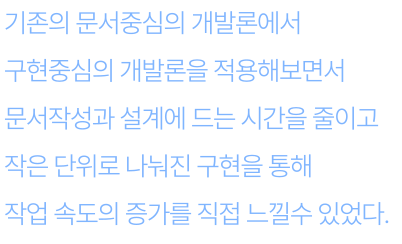 기존의 문서중심의 개발론에서
구현중심의 개발론을 적용해보면서
문서작성과 설계에 드는 시간을 줄이고
작은 단위로 나눠진 구현을 통해
작업 속도의 증가를 직접 느낄수 있었다.